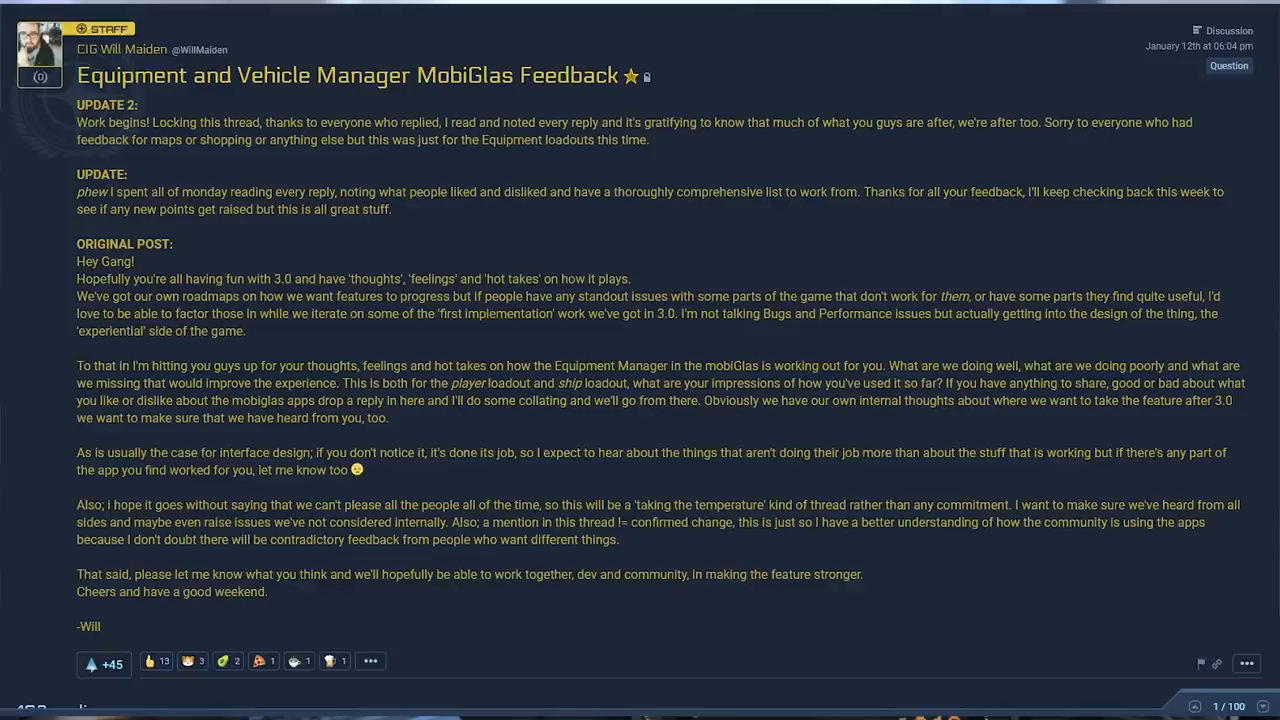 STAFF
CIG Will Maiden @WillMaiden
(0)
Discussion
January 12th at 06:04 pm
Question
Equipment and Vehicle Manager MobiGlas Feedback
UPDATE 2:
Work begins! Locking this thread, thanks to everyone who replied, I read and noted every reply and it's gratifying to know that much of what you guys are after, we're after too. Sorry to everyone who had
feedback for maps or shopping or anything else but this was just for the Equipment loadouts this time.
UPDATE:
phew I spent all of monday reading every reply, noting what people liked and disliked and have a thoroughly comprehensive list to work from. Thanks for all your feedback, I'll keep checking back this week to
see if any new points get raised but this is all great stuff.
ORIGINAL POST:
Hey Gang!
Hopefully you're all having fun with 3.0 and have 'thoughts', 'feelings' and 'hot takes' on how it plays.
We've got our own roadmaps on how we want features to progress but if people have any standout issues with some parts of the game that don't work for them, or have some parts they find quite useful, I'd
love to be able to factor those in while we iterate on some of the 'first implementation' work we've got in 3.0. I'm not talking Bugs and Performance issues but actually getting into the design of the thing, the
'experiential' side of the game.
To that in I'm hitting you guys up for your thoughts, feelings and hot takes on how the Equipment Manager in the mobiGlas is working out for you. What are we doing well, what are we doing poorly and what are
we missing that would improve the experience. This is both for the player loadout and ship loadout, what are your impressions of how you've used it so far? If you have anything to share, good or bad about what
you like or dislike about the mobiglas apps drop a reply in here and I'll do some collating and we'll go from there. Obviously we have our own internal thoughts about where we want to take the feature after 3.0
we want to make sure that we have heard from you, too.
As is usually the case for interface design; if you don't notice it, it's done its job, so I expect to hear about the things that aren't doing their job more than about the stuff that is working but if there's any part of
the app you find worked for you, let me know too
Also; i hope it goes without saying that we can't please all the people all of the time, so this will be a 'taking the temperature' kind of thread rather than any commitment. I want to make sure we've heard from all
sides and maybe even raise issues we've not considered internally. Also; a mention in this thread != confirmed change, this is just so I have a better understanding of how the community is using the apps
because I don't doubt there will be contradictory feedback from people who want different things.
That said, please let me know what you think and we'll hopefully be able to work together, dev and community, in making the feature stronger.
Cheers and have a good weekend.
-Will
+45
13
3
2
1
1
1
1 / 100